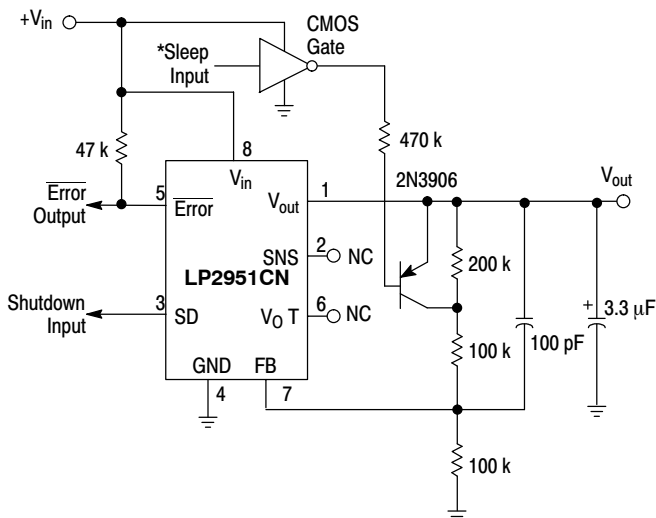 +Vin
CMOS
Gate
*Sleep
Input
470 k
47 k
8
Vin
2N3906
Vout
Error
Output
5
Error
Vout
1
200 k
SNS
2
NC
LP2951CN
Shutdown
Input
3
SD
VO T
6
NC
100 k
100 pF
+
3.3 μF
GND
FB
4
7
100 k